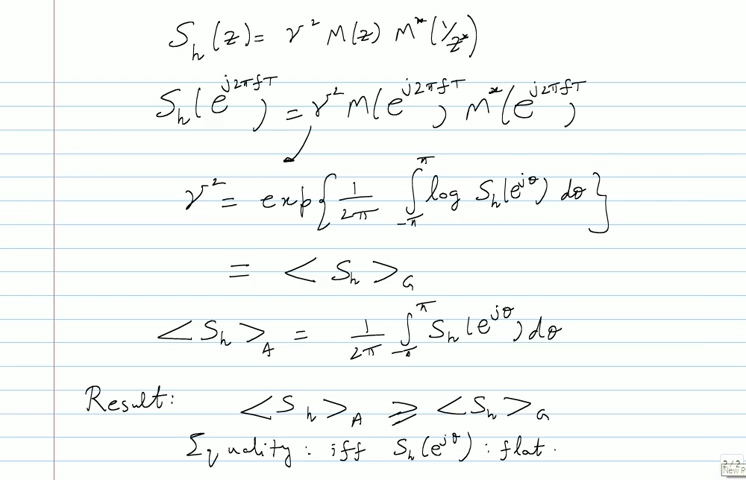 S_h(z) = γ² M(z) M*(1/z*)
S_h(e^{j2πfT}) = γ² M(e^{j2πfT}) M*(e^{j2πfT})
γ² = exp{ 1/2π ∫_{-π}^{π} log S_h(e^{jθ}) dθ }
= < S_h >_G
< S_h >_A = 1/2π ∫_{-π}^{π} S_h(e^{jθ}) dθ
Result: < S_h >_A ≥ < S_h >_G
Equality : iff S_h(e^{jθ}) : flat.